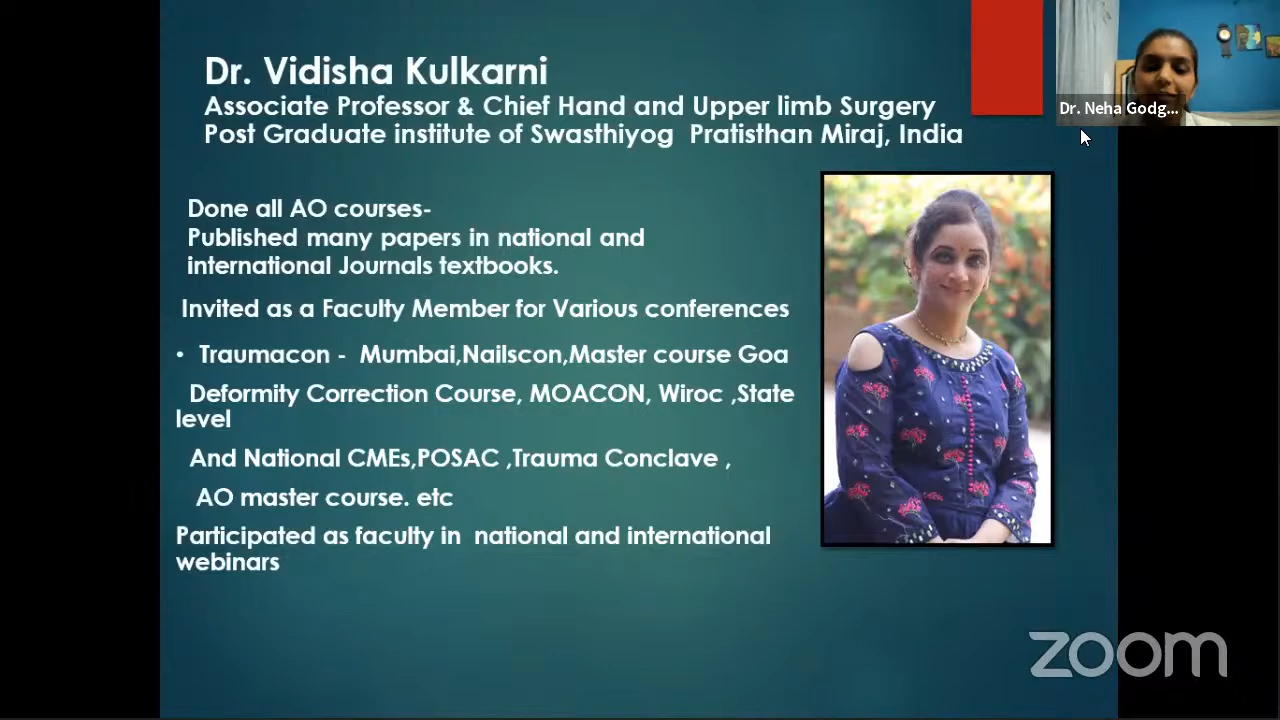 Dr. Vidisha Kulkarni
Associate Professor & Chief Hand and Upper limb Surgery
Post Graduate institute of Swasthiyog Pratisthan Miraj, India
Dr. Neha Godg...
Done all AO courses-
Published many papers in national and
international Journals textbooks.
Invited as a Faculty Member for Various conferences
• Traumacon - Mumbai,Nailscon,Master course Goa
Deformity Correction Course, MOACON, Wiroc ,State
level
And National CMEs,POSAC ,Trauma Conclave ,
AO master course. etc
Participated as faculty in national and international
webinars
zoom